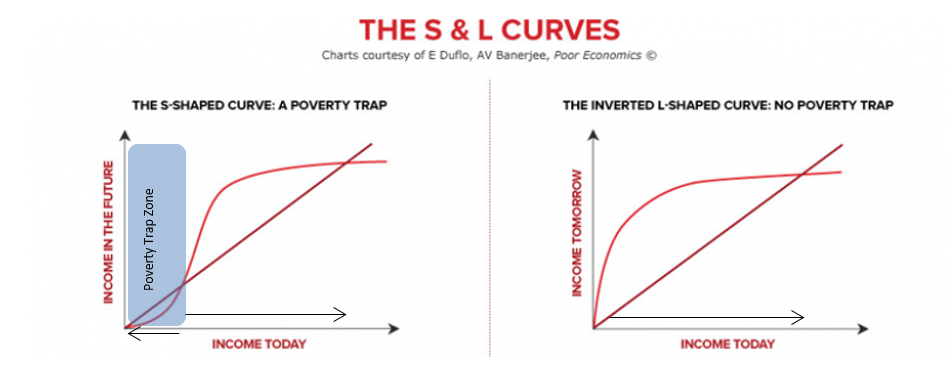 THE S & L CURVES
Charts courtesy of E Duflo, AV Banerjee, Poor Economics ©
THE S-SHAPED CURVE: A POVERTY TRAP
INCOME IN THE FUTURE
Poverty Trap Zone
INCOME TODAY
THE INVERTED L-SHAPED CURVE: NO POVERTY TRAP
INCOME TOMORROW
INCOME TODAY